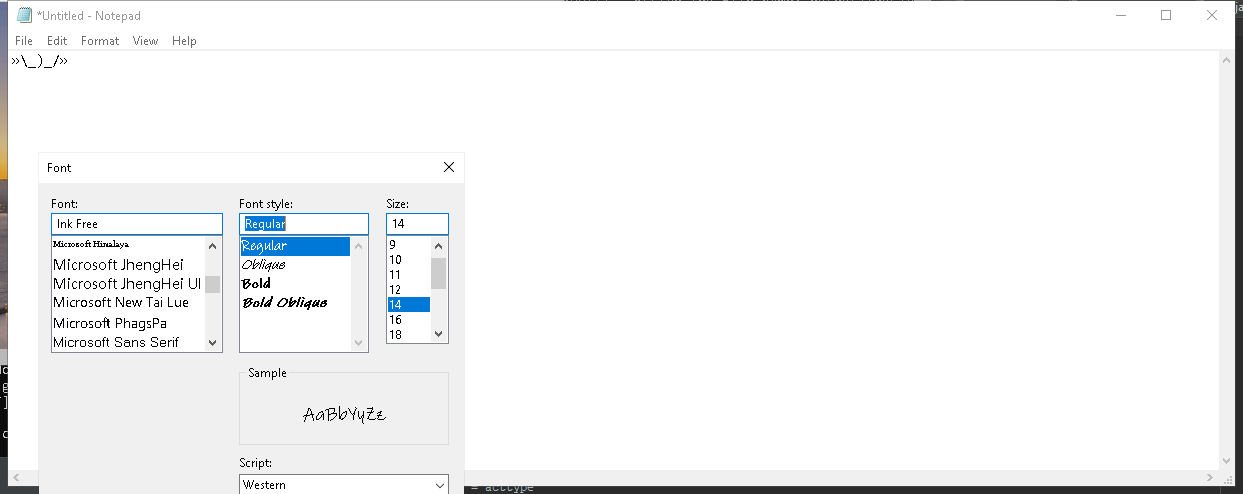 *Untitled - Notepad
File Edit Format View Help
»\_)_/»
Font
Font: Font style: Size:
Ink Free Regular 14
Microsoft Himalaya
Microsoft JhengHei
Microsoft JhengHei UI
Microsoft New Tai Lue
Microsoft PhagsPa
Microsoft Sans Serif
Regular
Oblique
Bold
Bold Oblique
9
10
11
12
14
16
18
Sample
AaBbYyZz
Script:
Western
= acctype